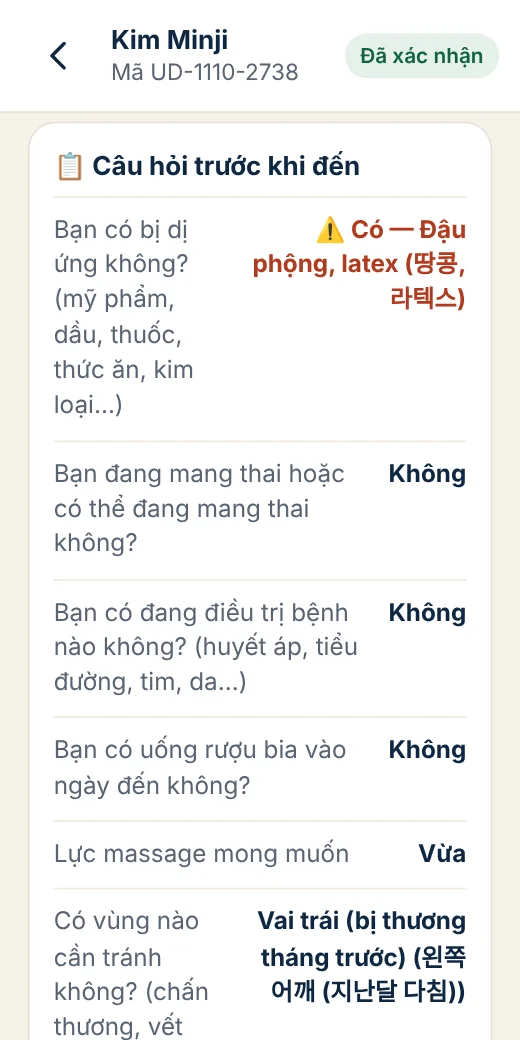 Kim Minji
Mã UD-1110-2738
Đã xác nhận
📋 Câu hỏi trước khi đến
Bạn có bị dị
ứng không?
(mỹ phẩm,
dầu, thuốc,
thức ăn, kim
loại...)
⚠️ Có — Đậu
phộng, latex (땅콩,
라텍스)
Bạn đang mang thai hoặc
có thể đang mang thai
không?
Không
Bạn có đang điều trị bệnh
nào không? (huyết áp, tiểu
đường, tim, da...)
Không
Bạn có uống rượu bia vào
ngày đến không?
Không
Lực massage mong muốn
Vừa
Có vùng nào
cần tránh
không? (chấn
thương, vết
Vai trái (bị thương
tháng trước) (왼쪽
어깨 (지난달 다침))